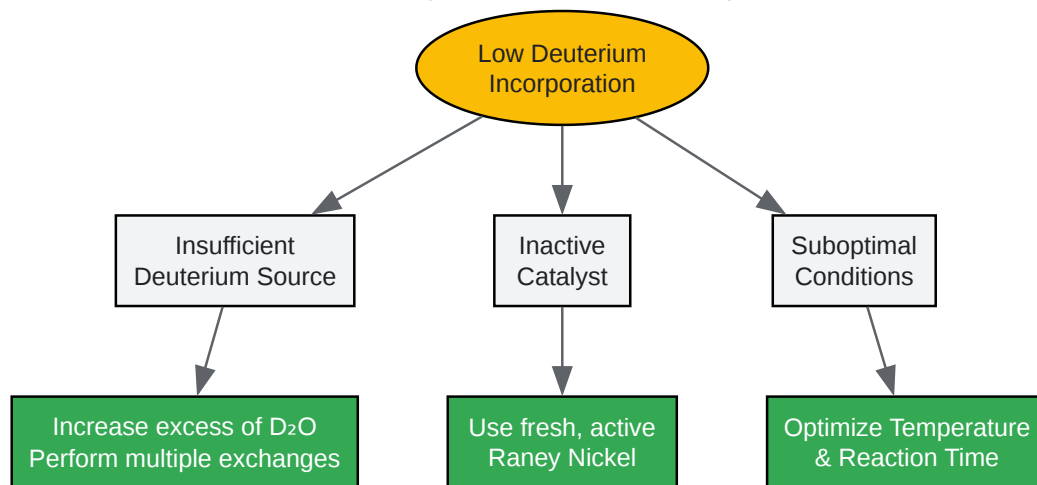 Low Deuterium
Incorporation
Insufficient
Deuterium Source
Inactive
Catalyst
Suboptimal
Conditions
Increase excess of D₂O
Perform multiple exchanges
Use fresh, active
Raney Nickel
Optimize Temperature
& Reaction Time